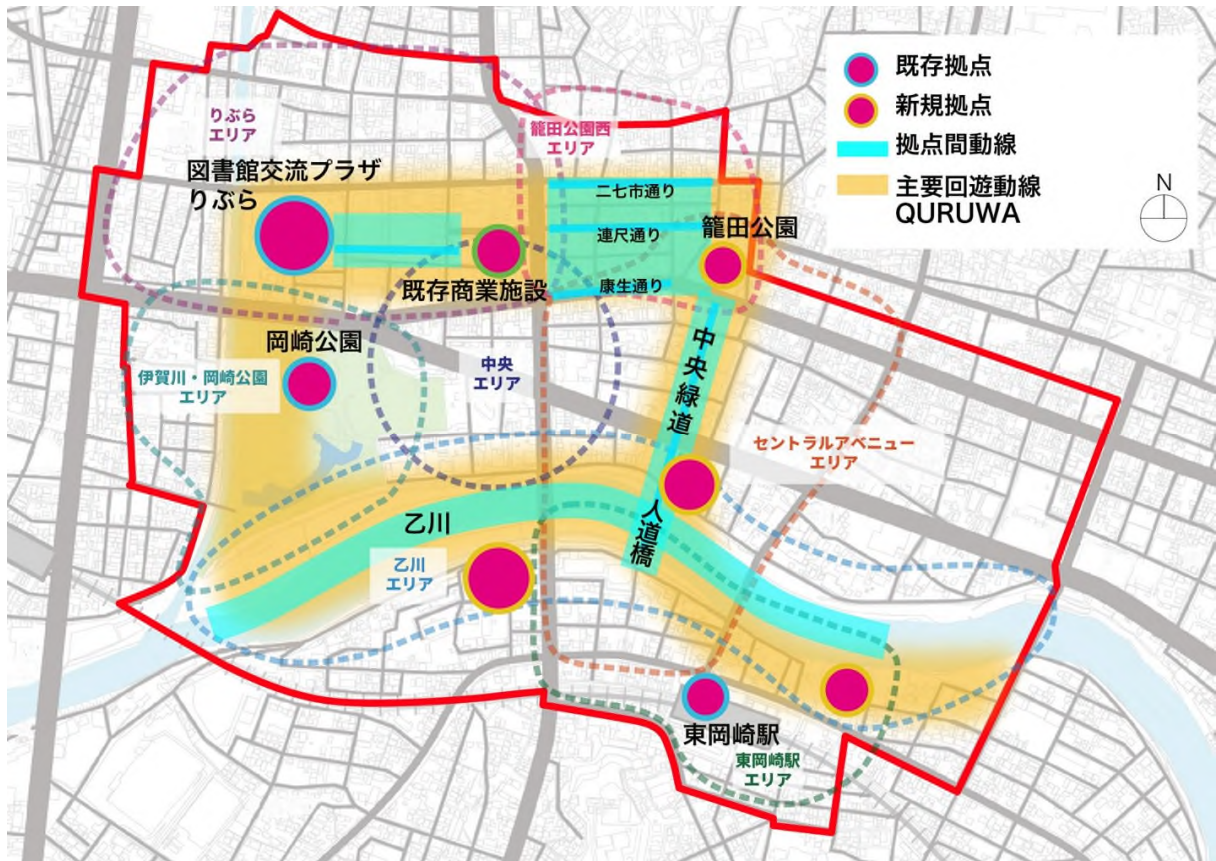 既存拠点
新規拠点
拠点間動線
主要回遊動線
QURUWA
N
りぶら
エリア
籠田公園西
エリア
図書館交流プラザ
りぶら
二七市通り
連尺通り
籠田公園
康生通り
既存商業施設
岡崎公園
中央
エリア
伊賀川・岡崎公園
エリア
中央緑道
セントラルアベニュー
エリア
人道橋
乙川
乙川
エリア
東岡崎駅
東岡崎駅
エリア